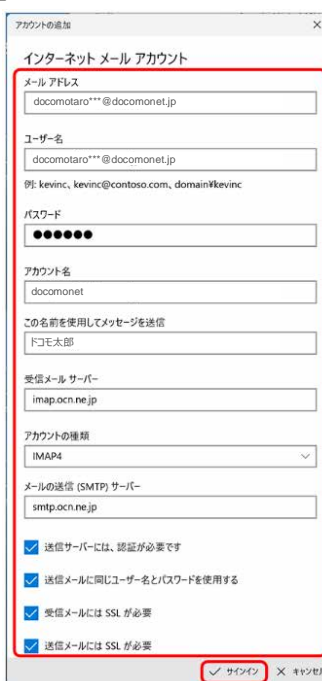 アカウントの追加
インターネット メール アカウント
メール アドレス
docomotaro***@docomonet.jp
ユーザー名
docomotaro***@docomonet.jp
例: kevinc、kevinc@contoso.com、domain¥kevinc
パスワード
●●●●●●
アカウント名
docomonet
この名前を使用してメッセージを送信
ドコモ太郎
受信メール サーバー
imap.ocn.ne.jp
アカウントの種類
IMAP4
メールの送信 (SMTP) サーバー
smtp.ocn.ne.jp
送信サーバーには、認証が必要です
送信メールに同じユーザー名とパスワードを使用する
受信メールには SSL が必要
送信メールには SSL が必要
サインイン キャンセル